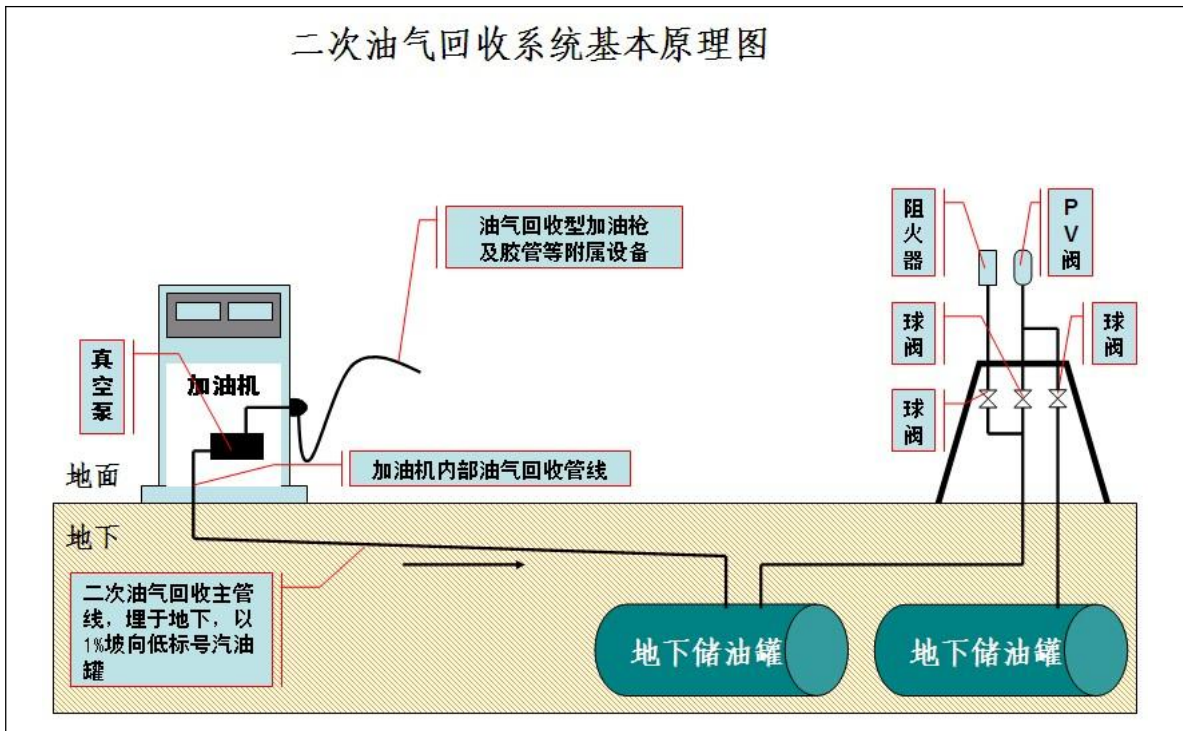 二次油气回收系统基本原理图
油气回收型加油枪
及胶管等附属设备
阻火器
PV阀
真空泵
加油机
球阀
球阀
球阀
地面
加油机内部油气回收管线
地下
二次油气回收主管
线，埋于地下，以
1%坡向低标号汽油
罐
地下储油罐
地下储油罐